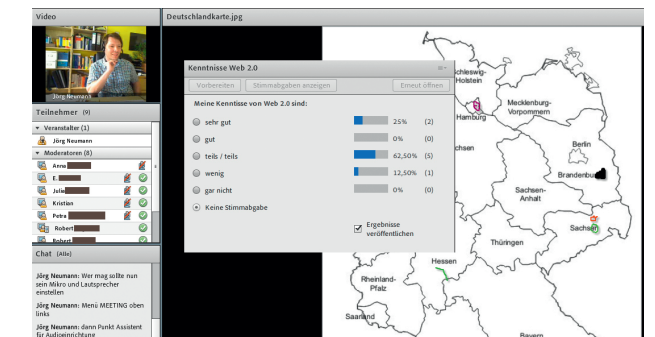 Video
Jörg Neumann
Teilnehmer (9)
Veranstalter (1)
Jörg Neumann
Moderatoren (8)
Anna
E.
Julia
Kristian
Petra
Robert
Robert
Chat (Alle)
Jörg Neumann: Wer mag sollte nun
sein Mikro und Lautsprecher
einstellen
Jörg Neumann: Menü MEETING oben
links
Jörg Neumann: dann Punkt Assistent
für Audioeinrichtung
Deutschlandkarte.jpg
Kenntnisse Web 2.0
Vorbereiten
Stimmabgaben anzeigen
Erneut öffnen
Meine Kenntisse von Web 2.0 sind:
sehr gut 25% (2)
gut 0% (0)
teils / teils 62,50% (5)
wenig 12,50% (1)
gar nicht 0% (0)
Keine Stimmabgabe
Ergebnisse
veröffentlichen
Schleswig-
Holstein
Hamburg
Mecklenburg-
Vorpommern
chsen
Berlin
Brandenbu
Sachsen-
Anhalt
Sachsen
Thüringen
Hessen
Rheinland-
Pfalz
Saarland
Bayern